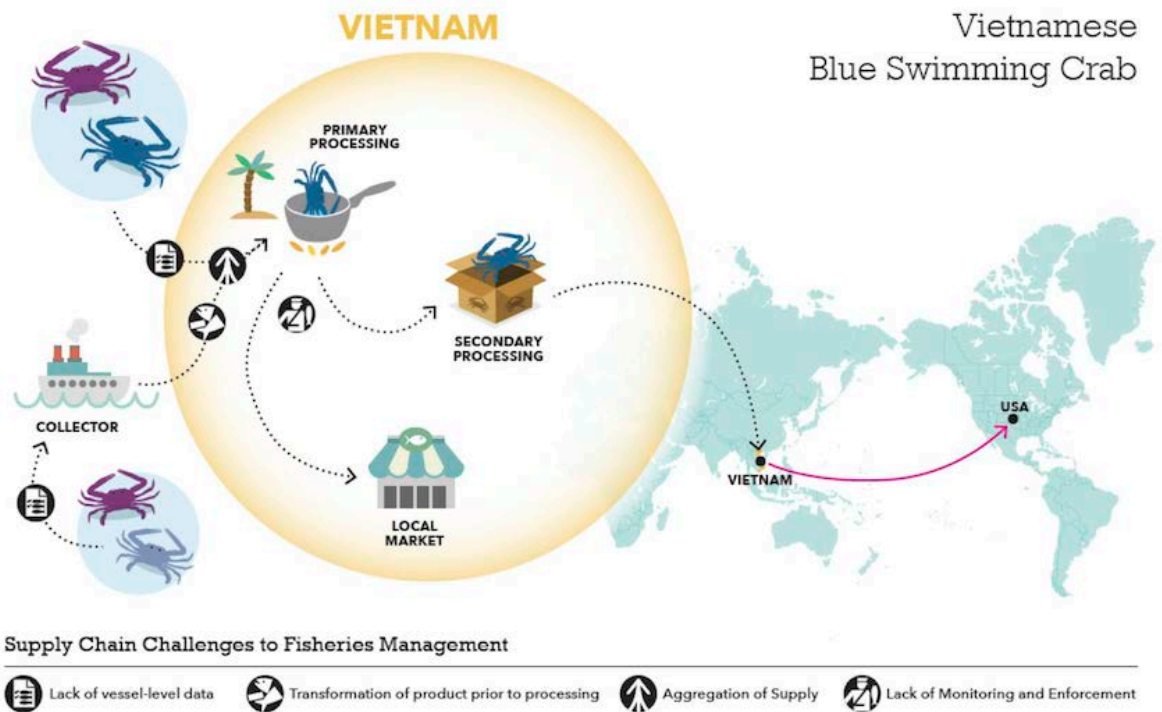 VIETNAM
Vietnamese
Blue Swimming Crab
PRIMARY
PROCESSING
SECONDARY
PROCESSING
COLLECTOR
USA
VIETNAM
LOCAL
MARKET
Supply Chain Challenges to Fisheries Management
Lack of vessel-level data
Transformation of product prior to processing
Aggregation of Supply
Lack of Monitoring and Enforcement